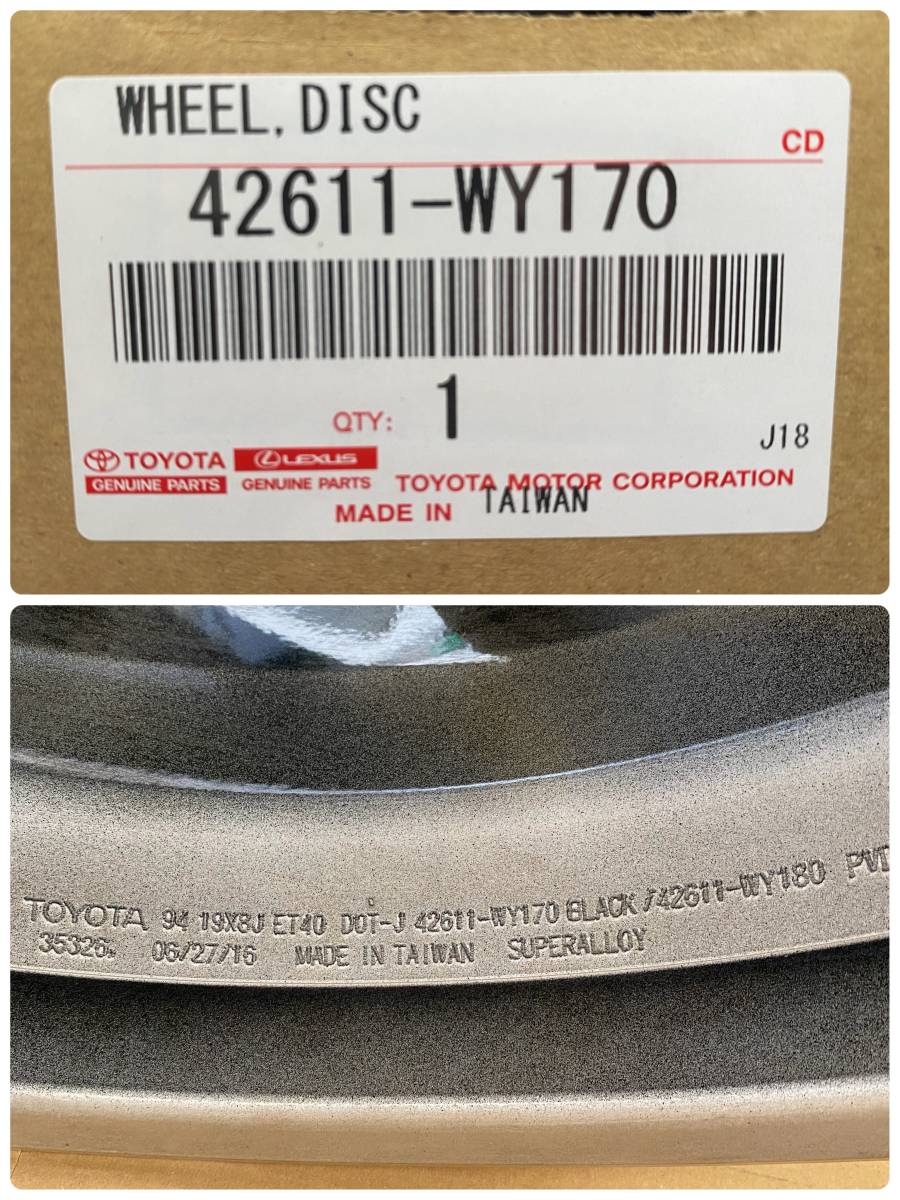 WHEEL, DISC
CD
42611-WY170
QTY: 1
J18
TOYOTA LEXUS
GENUINE PARTS GENUINE PARTS TOYOTA MOTOR CORPORATION
MADE IN TAIWAN
TOYOTA 94 19X8J ET40 DOT-J 42611-WY170 BLACK / 42611-WY180
35326 06/27/16 MADE IN TAIWAN SUPERALLOY